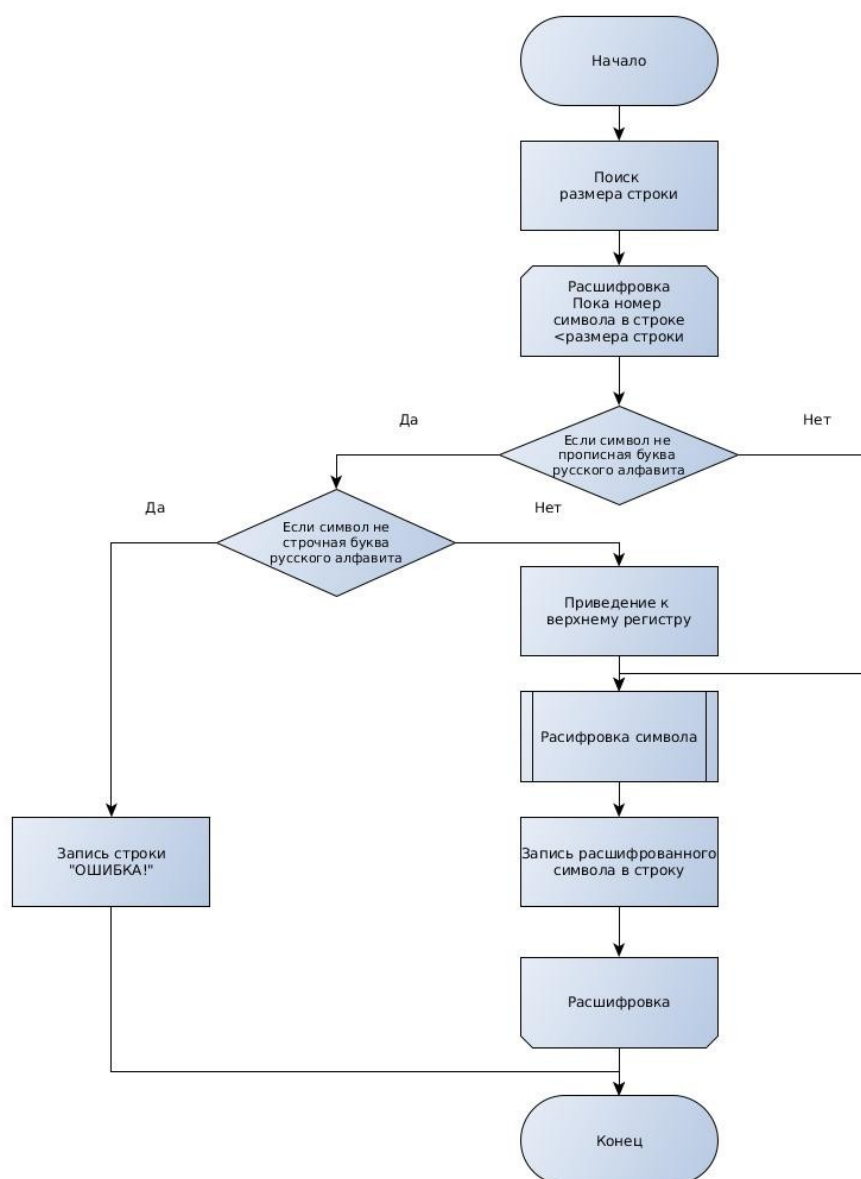 Начало
Поиск
размера строки
Расшифровка
Пока номер
символа в строке
<размера строки
Да
Нет
Если символ не
прописная буква
русского алфавита
Да
Нет
Если символ не
строчная буква
русского алфавита
Приведение к
верхнему регистру
Расифровка символа
Запись строки
"ОШИБКА!"
Запись расшифрованного
символа в строку
Расшифровка
Конец